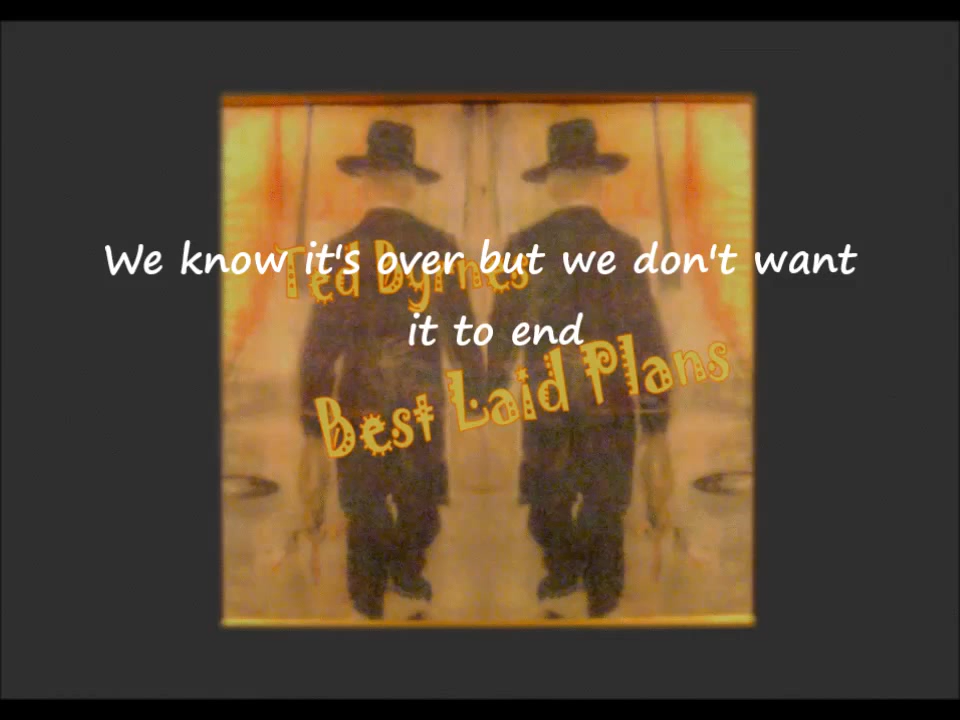 We know it's over but we don't want
it to end
Ted Byrnes
Best Laid Plans